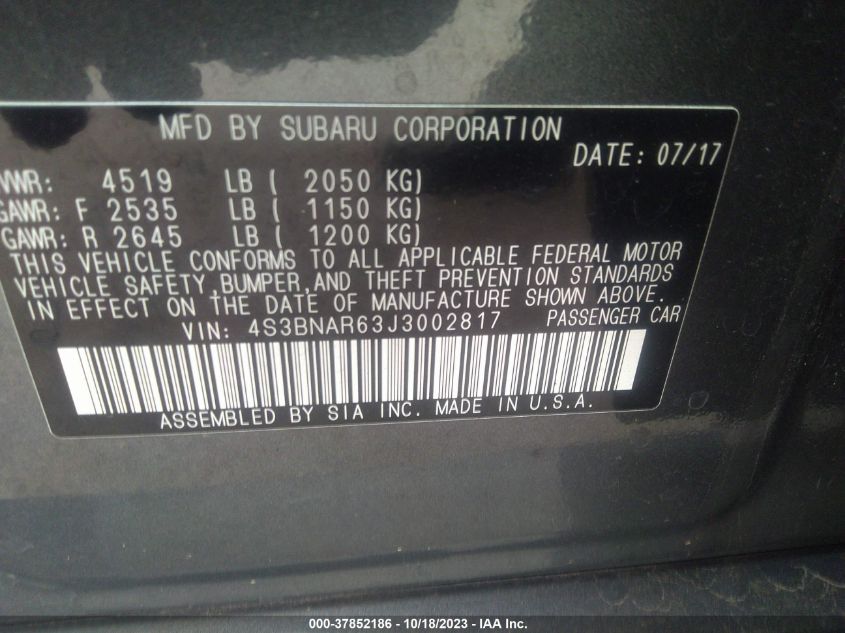 MFD BY SUBARU CORPORATION
DATE: 07/17
VWR: 4519 LB ( 2050 KG)
GAWR: F 2535 LB ( 1150 KG)
GAWR: R 2645 LB ( 1200 KG)
THIS VEHICLE CONFORMS TO ALL APPLICABLE FEDERAL MOTOR
VEHICLE SAFETY, BUMPER, AND THEFT PREVENTION STANDARDS
IN EFFECT ON THE DATE OF MANUFACTURE SHOWN ABOVE.
VIN: 4S3BNAR63J3002817 PASSENGER CAR
ASSEMBLED BY SIA INC. MADE IN U.S.A.
000-37852186 - 10/18/2023 - IAA Inc.